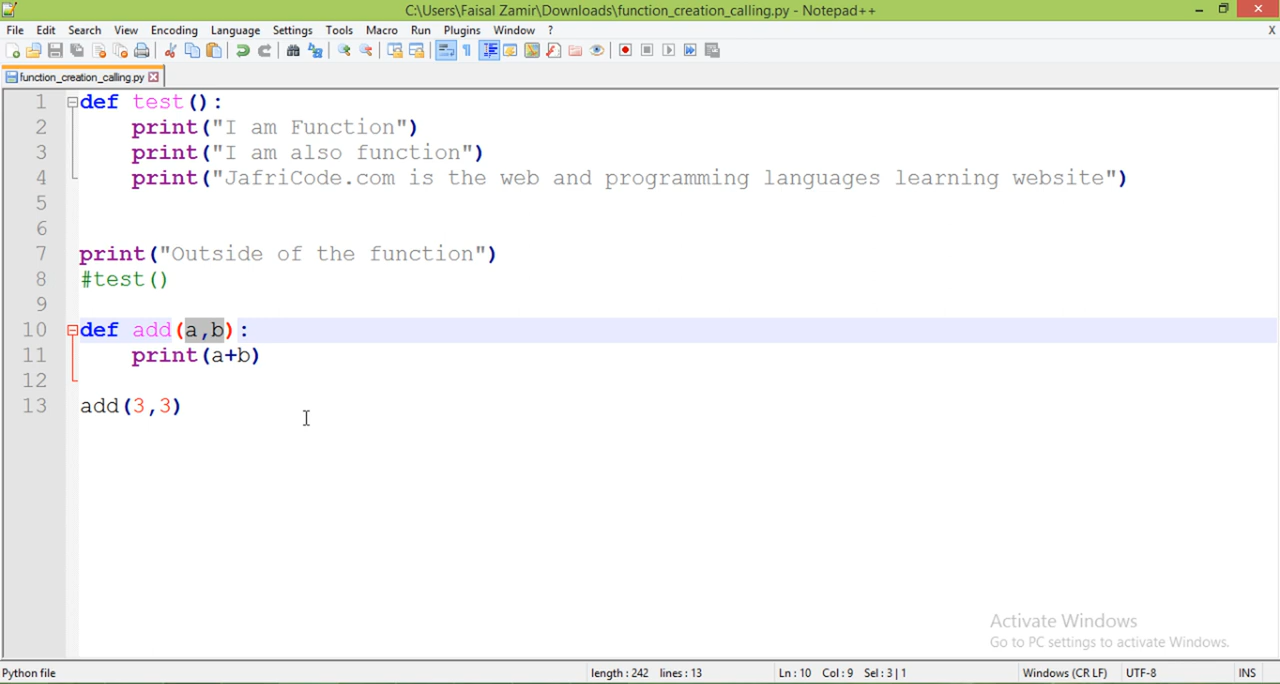 C:\Users\Faisal Zamir\Downloads\function_creation_calling.py - Notepad++
File Edit Search View Encoding Language Settings Tools Macro Run Plugins Window ? X
function_creation_calling.py
1 def test():
2     print("I am Function")
3     print("I am also function")
4     print("JafriCode.com is the web and programming languages learning website")
5
6
7 print("Outside of the function")
8 #test()
9
10 def add(a,b):
11     print(a+b)
12
13 add(3,3)
Activate Windows
Go to PC settings to activate Windows.
Python file length : 242 lines : 13 Ln : 10 Col : 9 Sel : 3 | 1 Windows (CR LF) UTF-8 INS